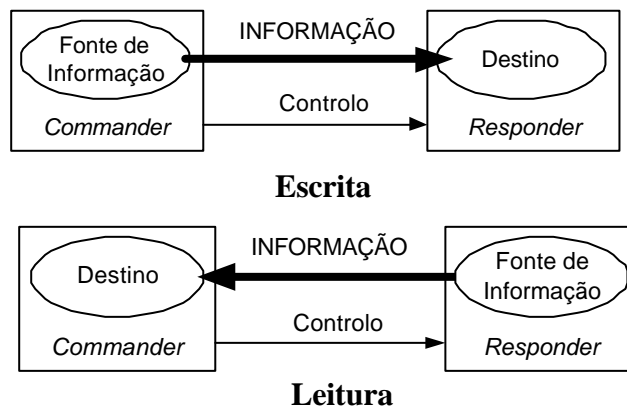 INFORMAÇÃO
Fonte de
Informação
Destino
Controlo
Commander
Responder
Escrita
INFORMAÇÃO
Destino
Fonte de
Informação
Controlo
Commander
Responder
Leitura